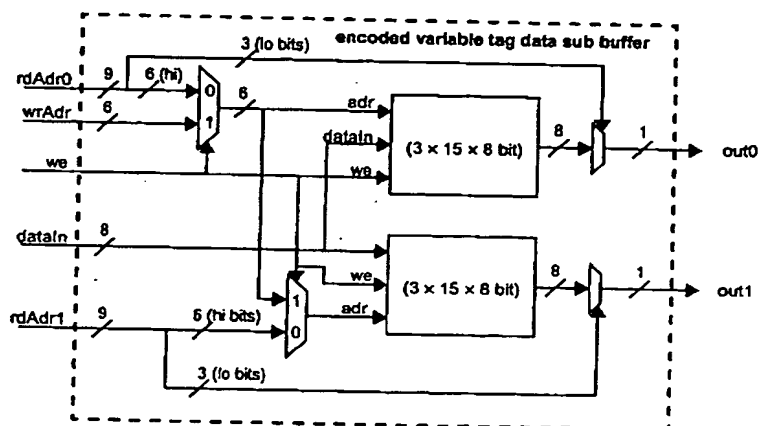 encoded variable tag data sub buffer
3 (lo bits)
rdAdr0 9 6 (hi) 0 6 adr
wrAdr 6 1 dataIn (3 × 15 × 8 bit) 8 1 out0
we we
dataIn 8
we (3 × 15 × 8 bit) 8 1 out1
1 adr
rdAdr1 9 6 (hi bits) 0
3 (lo bits)